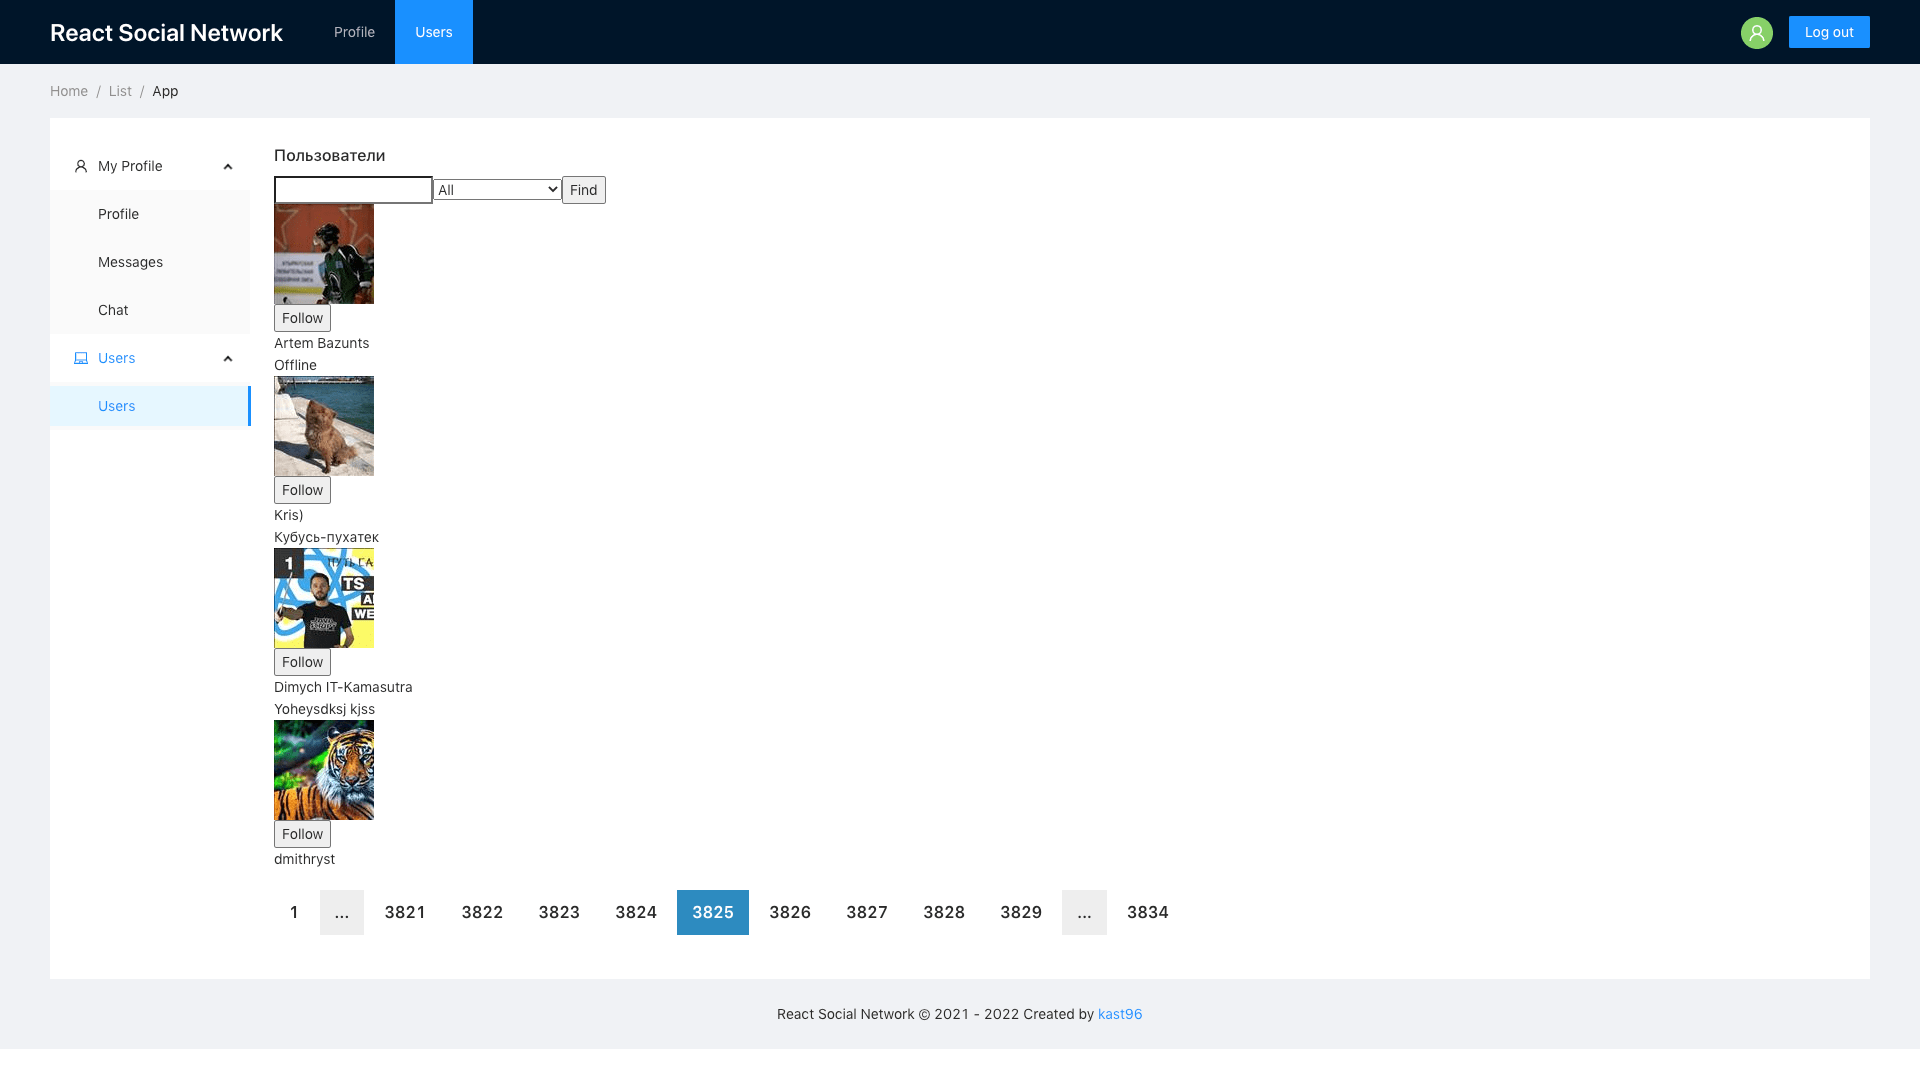 React Social Network
Profile
Users
Log out
Home / List / App
My Profile
Profile
Messages
Chat
Users
Users
Пользователи
All
Find
Follow
Artem Bazunts
Offline
Follow
Kris)
Кубусь-пухатек
1
TS
Follow
Dimych IT-Kamasutra
Yoheysdksj kjss
Follow
dmithryst
1 ... 3821 3822 3823 3824 3825 3826 3827 3828 3829 ... 3834
React Social Network © 2021 - 2022 Created by kast96